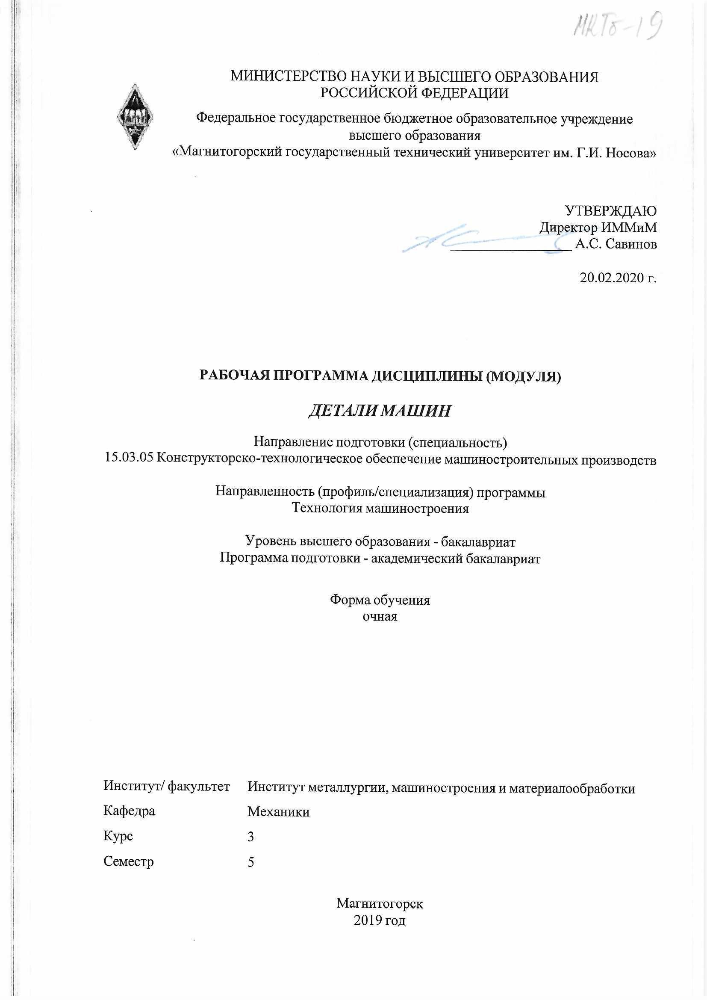 МКТб-19
МИНИСТЕРСТВО НАУКИ И ВЫСШЕГО ОБРАЗОВАНИЯ
РОССИЙСКОЙ ФЕДЕРАЦИИ
Федеральное государственное бюджетное образовательное учреждение
высшего образования
«Магнитогорский государственный технический университет им. Г.И. Носова»
УТВЕРЖДАЮ
Директор ИММиМ
А.С. Савинов
20.02.2020 г.
РАБОЧАЯ ПРОГРАММА ДИСЦИПЛИНЫ (МОДУЛЯ)
ДЕТАЛИ МАШИН
Направление подготовки (специальность)
15.03.05 Конструкторско-технологическое обеспечение машиностроительных производств
Направленность (профиль/специализация) программы
Технология машиностроения
Уровень высшего образования - бакалавриат
Программа подготовки - академический бакалавриат
Форма обучения
очная
Институт/ факультет Институт металлургии, машиностроения и материалообработки
Кафедра Механики
Курс 3
Семестр 5
Магнитогорск
2019 год